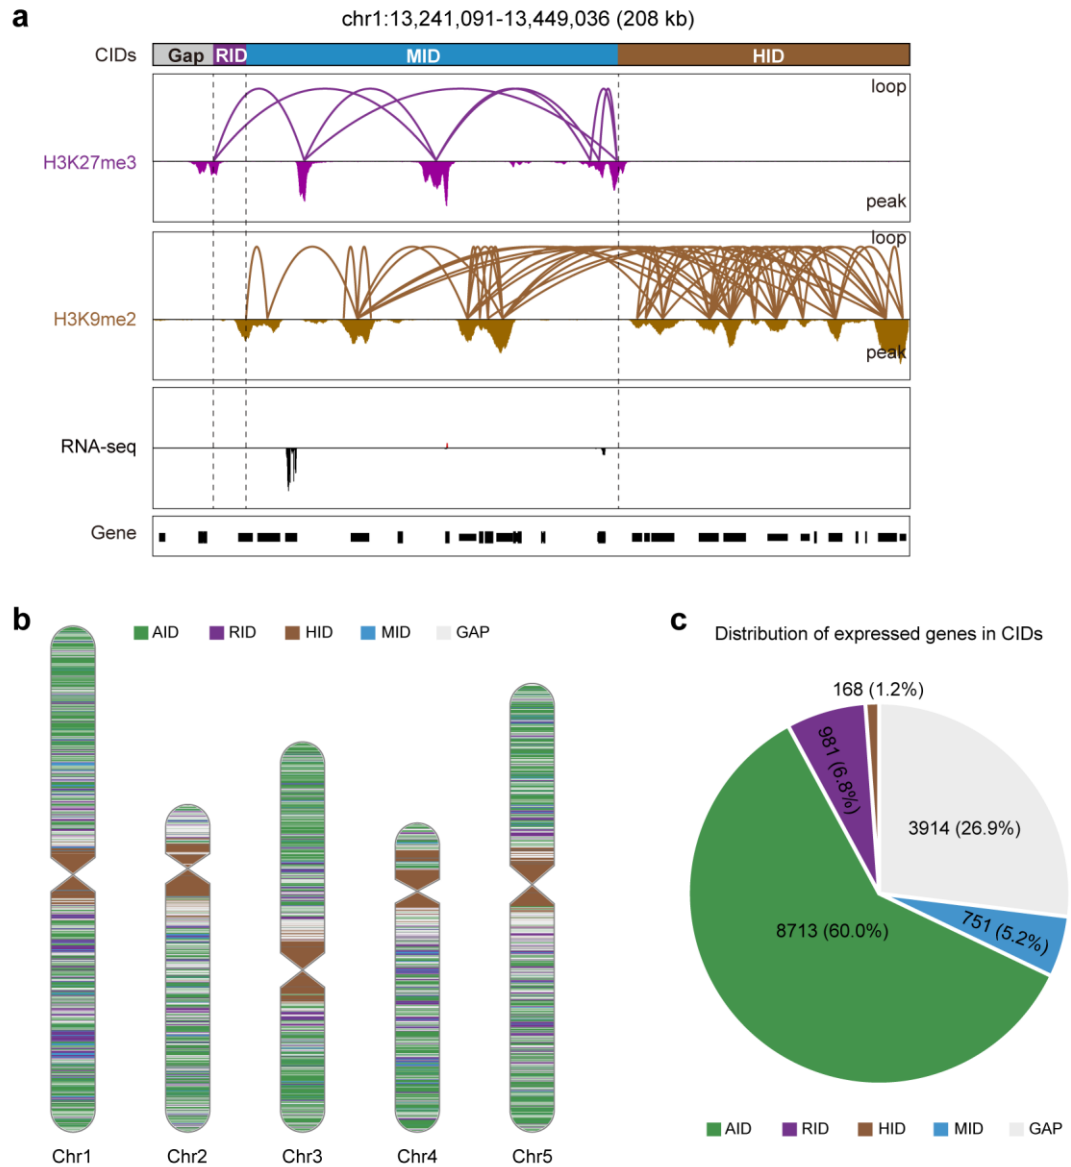 a
chr1:13,241,091-13,449,036 (208 kb)
CIDs Gap RID MID HID
loop
H3K27me3
peak
loop
H3K9me2
peak
RNA-seq
Gene
b
AID RID HID MID GAP
Chr1 Chr2 Chr3 Chr4 Chr5
c
Distribution of expressed genes in CIDs
168 (1.2%)
981 (6.8%)
3914 (26.9%)
8713 (60.0%)
751 (5.2%)
AID RID HID MID GAP